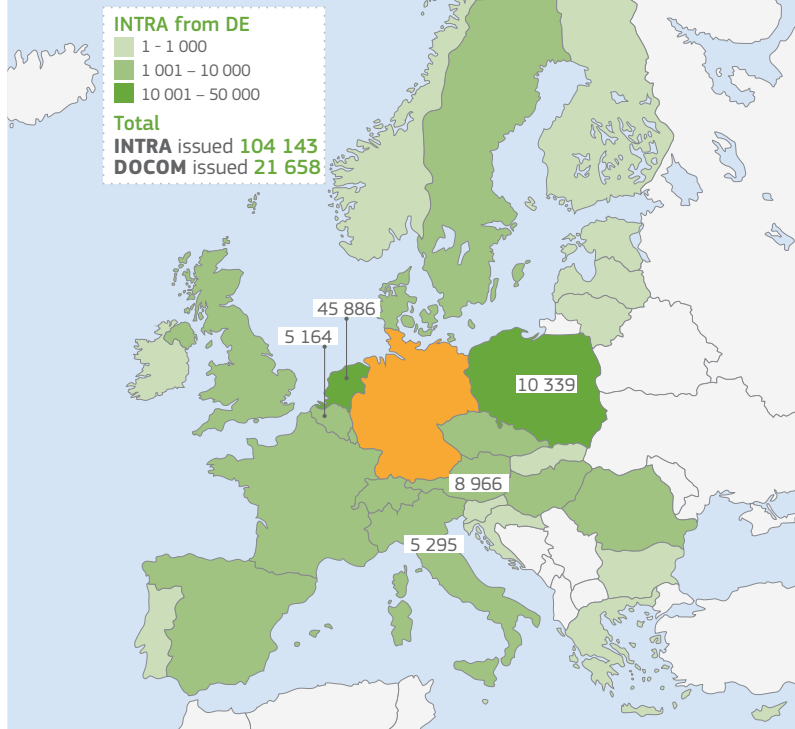 INTRA from DE
1 - 1 000
1 001 – 10 000
10 001 – 50 000
Total
INTRA issued 104 143
DOCOM issued 21 658
45 886
5 164
10 339
8 966
5 295